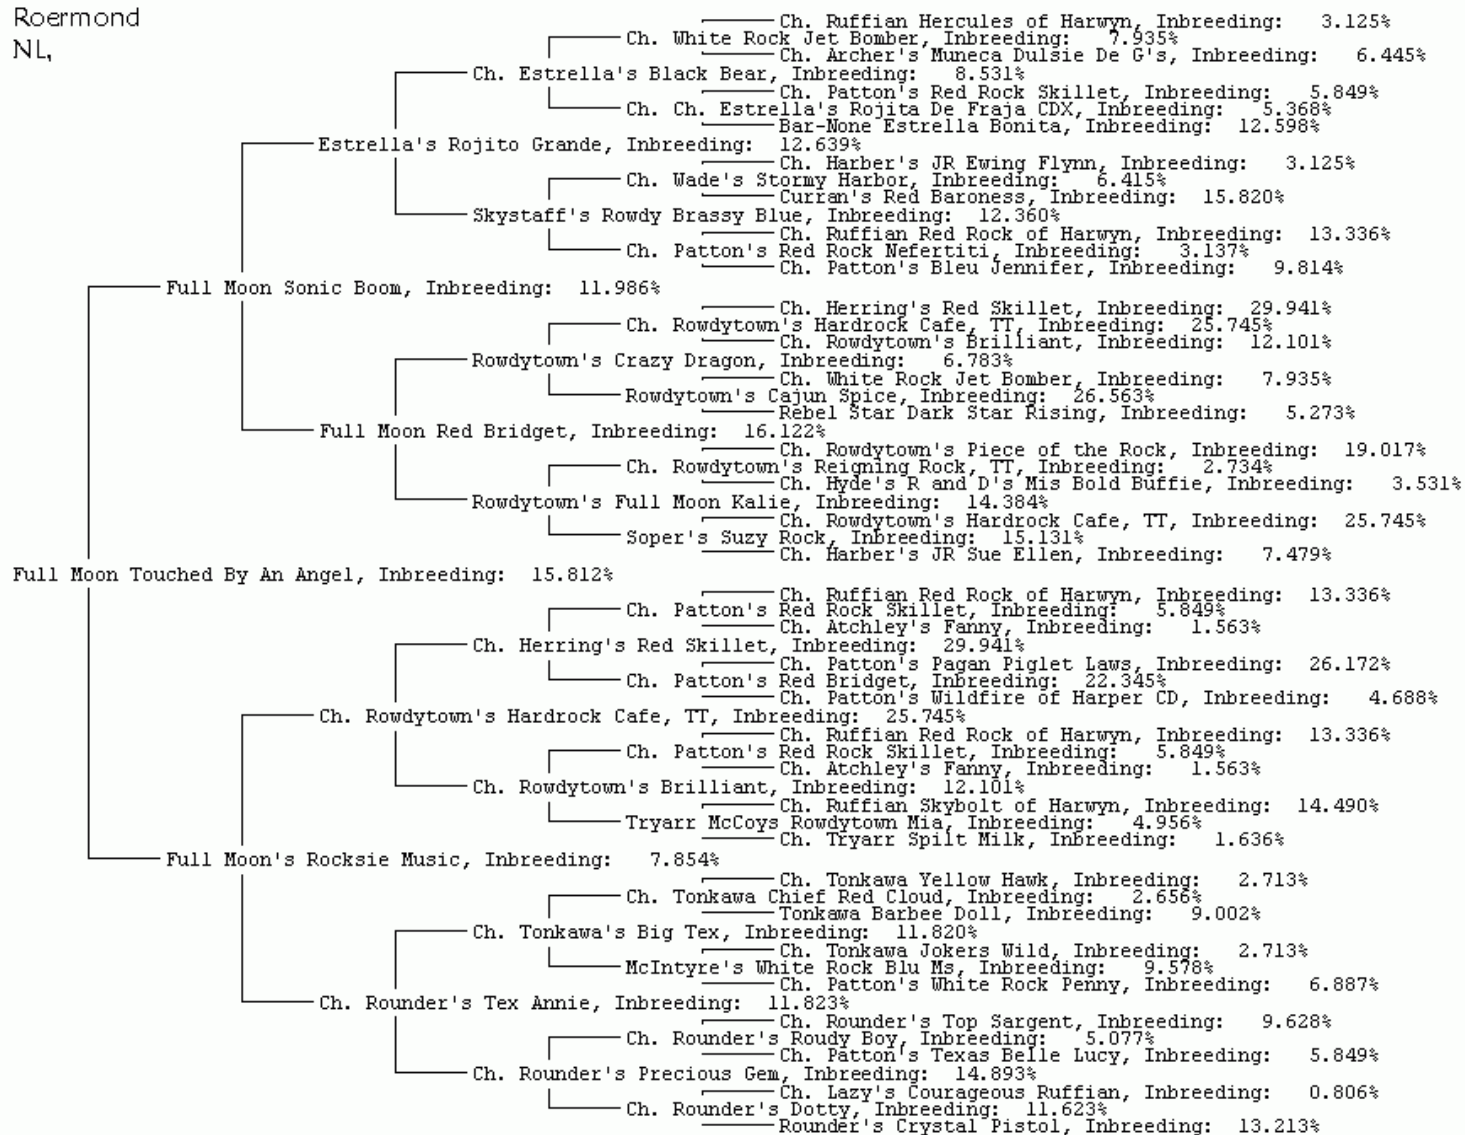 Roermond
NL,
Ch. Ruffian Hercules of Harwyn, Inbreeding: 3.125%
Ch. White Rock Jet Bomber, Inbreeding: 7.935%
Ch. Archer's Muneca Dulsie De G's, Inbreeding: 6.445%
Ch. Estrella's Black Bear, Inbreeding: 8.531%
Ch. Patton's Red Rock Skillet, Inbreeding: 5.849%
Ch. Ch. Estrella's Rojita De Fraja CDX, Inbreeding: 5.368%
Bar-None Estrella Bonita, Inbreeding: 12.598%
Estrella's Rojito Grande, Inbreeding: 12.639%
Ch. Harber's JR Ewing Flynn, Inbreeding: 3.125%
Ch. Wade's Stormy Harbor, Inbreeding: 6.415%
Curran's Red Baroness, Inbreeding: 15.820%
Skystaff's Rowdy Brassy Blue, Inbreeding: 12.360%
Ch. Ruffian Red Rock of Harwyn, Inbreeding: 13.336%
Ch. Patton's Red Rock Nefertiti, Inbreeding: 3.137%
Ch. Patton's Bleu Jennifer, Inbreeding: 9.814%
Full Moon Sonic Boom, Inbreeding: 11.986%
Ch. Herring's Red Skillet, Inbreeding: 29.941%
Ch. Rowdytown's Hardrock Cafe, TT, Inbreeding: 25.745%
Ch. Rowdytown's Brilliant, Inbreeding: 12.101%
Rowdytown's Crazy Dragon, Inbreeding: 6.783%
Ch. White Rock Jet Bomber, Inbreeding: 7.935%
Rowdytown's Cajun Spice, Inbreeding: 26.563%
Rebel Star Dark Star Rising, Inbreeding: 5.273%
Full Moon Red Bridget, Inbreeding: 16.122%
Ch. Rowdytown's Piece of the Rock, Inbreeding: 19.017%
Ch. Rowdytown's Reigning Rock, TT, Inbreeding: 2.734%
Ch. Hyde's R and D's Mis Bold Buffie, Inbreeding: 3.531%
Rowdytown's Full Moon Kalie, Inbreeding: 14.384%
Ch. Rowdytown's Hardrock Cafe, TT, Inbreeding: 25.745%
Soper's Suzy Rock, Inbreeding: 15.131%
Ch. Harber's JR Sue Ellen, Inbreeding: 7.479%
Full Moon Touched By An Angel, Inbreeding: 15.812%
Ch. Ruffian Red Rock of Harwyn, Inbreeding: 13.336%
Ch. Patton's Red Rock Skillet, Inbreeding: 5.849%
Ch. Atchley's Fanny, Inbreeding: 1.563%
Ch. Herring's Red Skillet, Inbreeding: 29.941%
Ch. Patton's Pagan Piglet Laws, Inbreeding: 26.172%
Ch. Patton's Red Bridget, Inbreeding: 22.345%
Ch. Patton's Wildfire of Harper CD, Inbreeding: 4.688%
Ch. Rowdytown's Hardrock Cafe, TT, Inbreeding: 25.745%
Ch. Ruffian Red Rock of Harwyn, Inbreeding: 13.336%
Ch. Patton's Red Rock Skillet, Inbreeding: 5.849%
Ch. Atchley's Fanny, Inbreeding: 1.563%
Ch. Rowdytown's Brilliant, Inbreeding: 12.101%
Ch. Ruffian Skybolt of Harwyn, Inbreeding: 14.490%
Tryarr McCoys Rowdytown Mia, Inbreeding: 4.956%
Ch. Tryarr Spilt Milk, Inbreeding: 1.636%
Full Moon's Rocksie Music, Inbreeding: 7.854%
Ch. Tonkawa Yellow Hawk, Inbreeding: 2.713%
Ch. Tonkawa Chief Red Cloud, Inbreeding: 2.656%
Tonkawa Barbee Doll, Inbreeding: 9.002%
Ch. Tonkawa's Big Tex, Inbreeding: 11.820%
Ch. Tonkawa Jokers Wild, Inbreeding: 2.713%
McIntyre's White Rock Blu Ms, Inbreeding: 9.578%
Ch. Patton's White Rock Penny, Inbreeding: 6.887%
Ch. Rounder's Tex Annie, Inbreeding: 11.823%
Ch. Rounder's Top Sargent, Inbreeding: 9.628%
Ch. Rounder's Roudy Boy, Inbreeding: 5.077%
Ch. Patton's Texas Belle Lucy, Inbreeding: 5.849%
Ch. Rounder's Precious Gem, Inbreeding: 14.893%
Ch. Lazy's Courageous Ruffian, Inbreeding: 0.806%
Ch. Rounder's Dotty, Inbreeding: 11.623%
Rounder's Crystal Pistol, Inbreeding: 13.213%